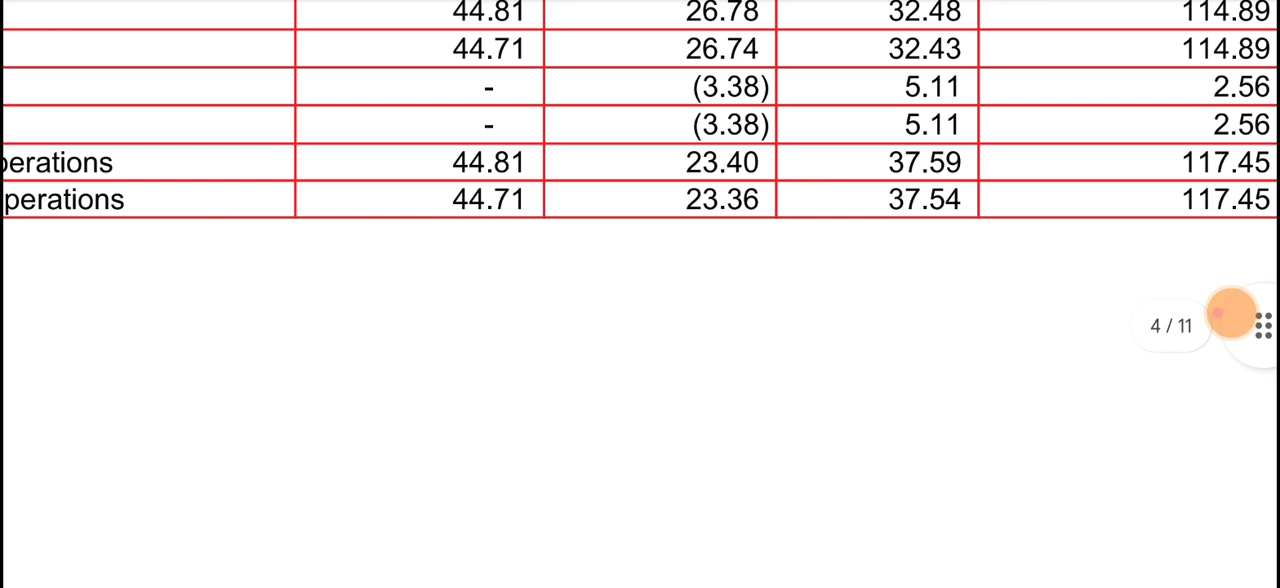 44.81 26.78 32.48 114.89
44.71 26.74 32.43 114.89
- (3.38) 5.11 2.56
- (3.38) 5.11 2.56
perations 44.81 23.40 37.59 117.45
perations 44.71 23.36 37.54 117.45
4 / 11